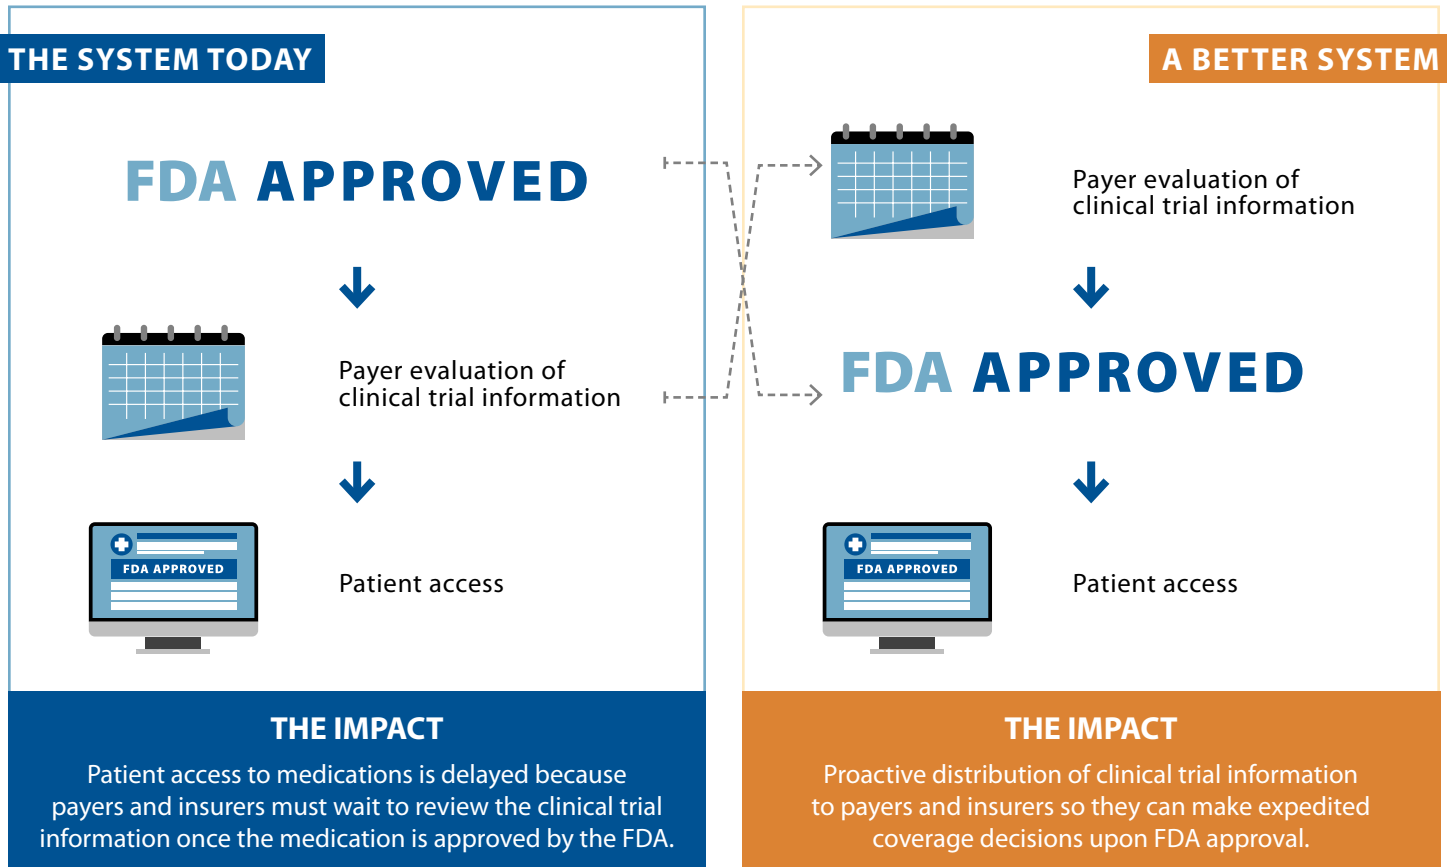 THE SYSTEM TODAY
FDA APPROVED
Payer evaluation of
clinical trial information
FDA APPROVED
Patient access
THE IMPACT
Patient access to medications is delayed because
payers and insurers must wait to review the clinical trial
information once the medication is approved by the FDA.
A BETTER SYSTEM
Payer evaluation of
clinical trial information
FDA APPROVED
FDA APPROVED
Patient access
THE IMPACT
Proactive distribution of clinical trial information
to payers and insurers so they can make expedited
coverage decisions upon FDA approval.